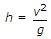 h = v²/g